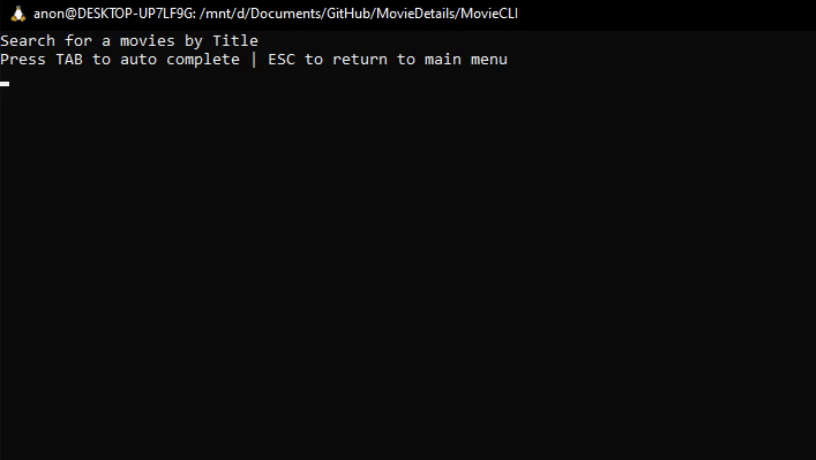 anon@DESKTOP-UP7LF9G: /mnt/d/Documents/GitHub/MovieDetails/MovieCLI
Search for a movies by Title
Press TAB to auto complete | ESC to return to main menu